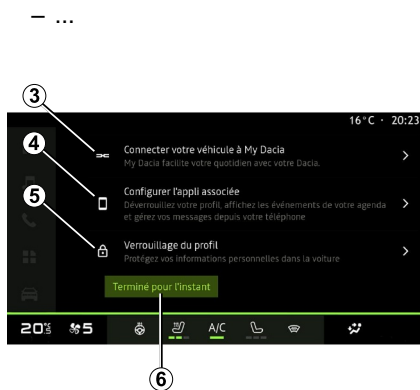 – ...
3
16°C · 20:23
Connecter votre véhicule à My Dacia
My Dacia facilite votre quotidien avec votre Dacia.
4
Configurer l'appli associée
Déverrouillez votre profil, affichez les événements de votre agenda
et gérez vos messages depuis votre téléphone
5
Verrouillage du profil
Protégez vos informations personnelles dans la voiture
Terminé pour l'instant
5
A/C
6